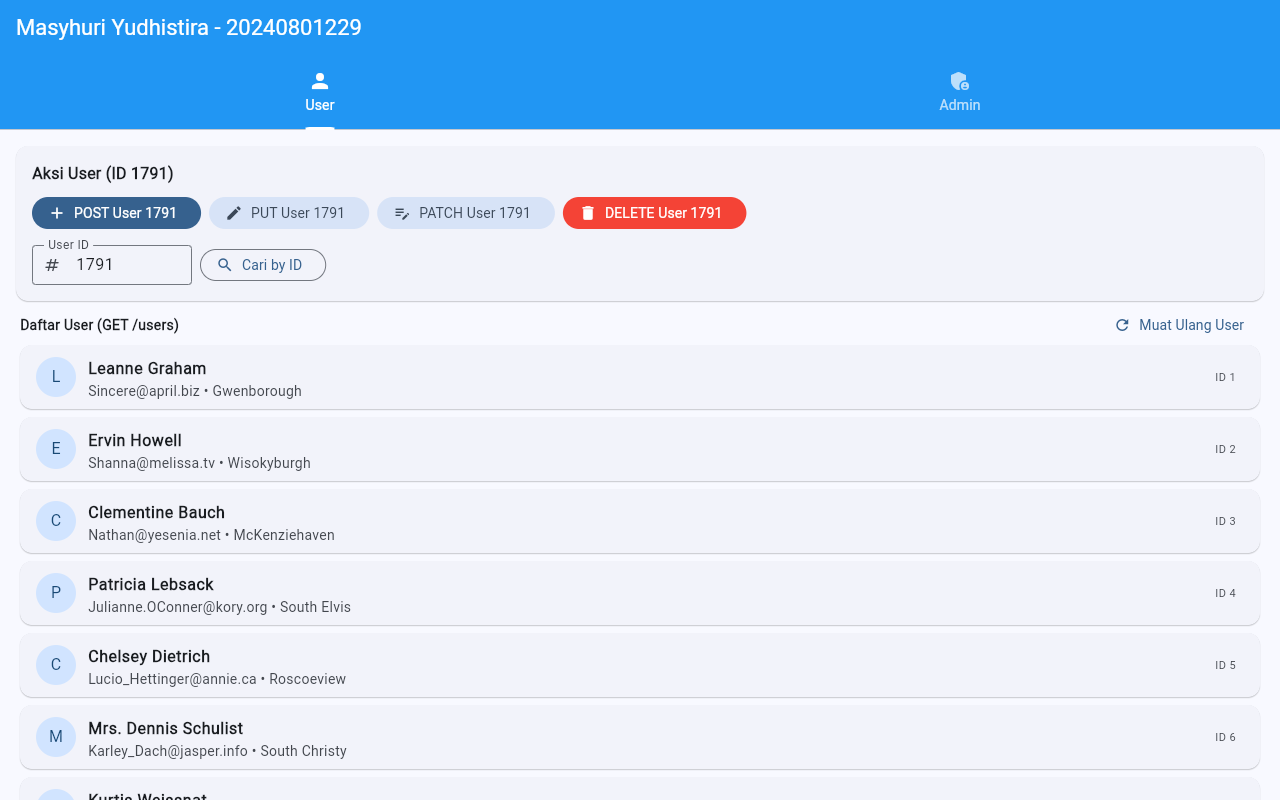 Masyhuri Yudhistira - 20240801229
User
Admin
Aksi User (ID 1791)
POST User 1791
PUT User 1791
PATCH User 1791
DELETE User 1791
User ID
# 1791
Cari by ID
Daftar User (GET /users)
Muat Ulang User
L
Leanne Graham
Sincere@april.biz • Gwenborough
ID 1
E
Ervin Howell
Shanna@melissa.tv • Wisokyburgh
ID 2
C
Clementine Bauch
Nathan@yesenia.net • McKenziehaven
ID 3
P
Patricia Lebsack
Julianne.OConner@kory.org • South Elvis
ID 4
C
Chelsey Dietrich
Lucio_Hettinger@annie.ca • Roscoeview
ID 5
M
Mrs. Dennis Schulist
Karley_Dach@jasper.info • South Christy
ID 6